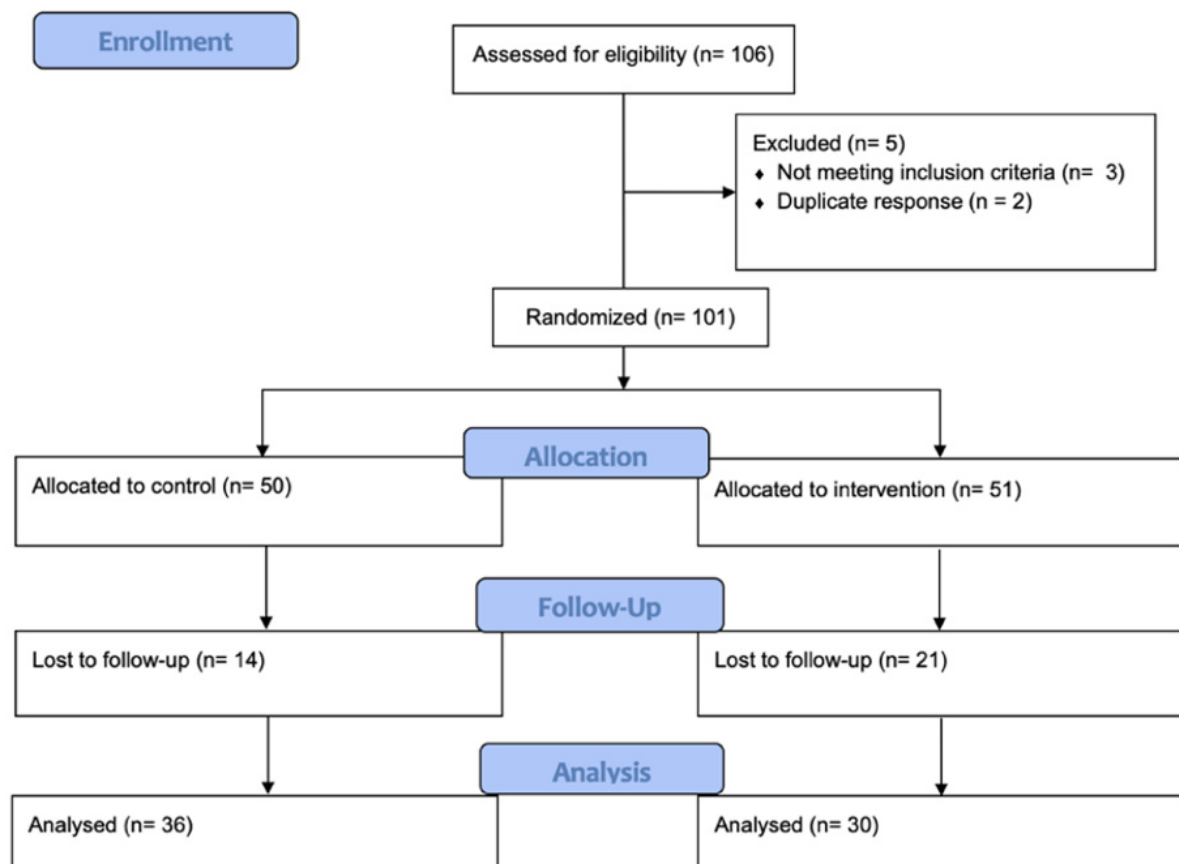 Enrollment
Assessed for eligibility (n= 106)
Excluded (n= 5)
♦ Not meeting inclusion criteria (n= 3)
♦ Duplicate response (n = 2)
Randomized (n= 101)
Allocation
Allocated to control (n= 50)
Allocated to intervention (n= 51)
Follow-Up
Lost to follow-up (n= 14)
Lost to follow-up (n= 21)
Analysis
Analysed (n= 36)
Analysed (n= 30)